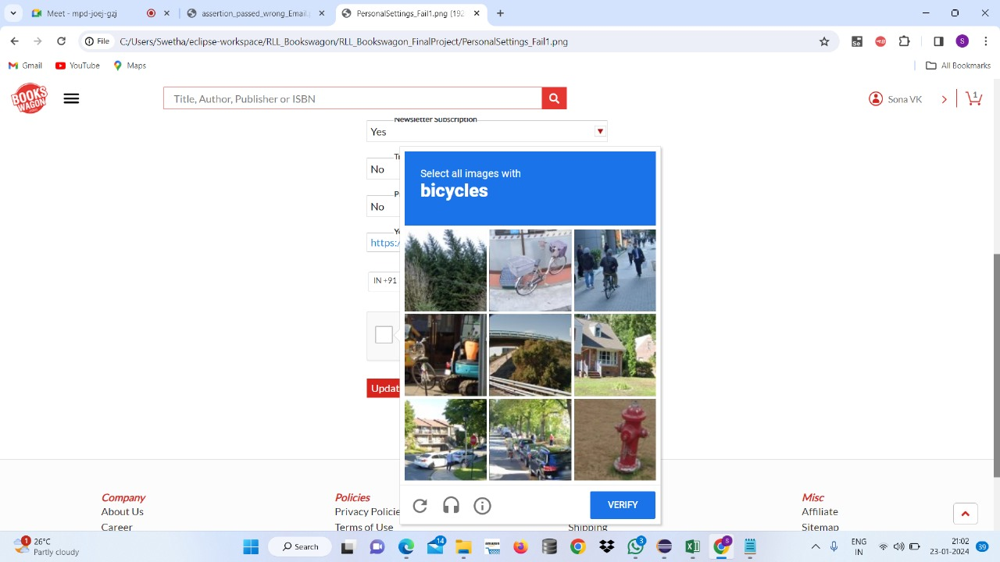 Meet - mpd-joej-gzj
assertion_passed_wrong_Email.
PersonalSettings_Fail1.png (192
File
C:/Users/Swetha/eclipse-workspace/RLL_Bookswagon/RLL_Bookswagon_FinalProject/PersonalSettings_Fail1.png
Se
S
Gmail
YouTube
Maps
All Bookmarks
BOOKS WAGON
Title, Author, Publisher or ISBN
Sona VK
1
Newsletter Subscription
Yes
No
No
https:/
IN +91
Updat
Select all images with
bicycles
VERIFY
Company
Policies
Misc
About Us
Privacy Policie
Affiliate
Career
Terms of Use
Shipping
Sitemap
1
26°C
Partly cloudy
Search
14
amazon
3
S
ENG
IN
21:02
23-01-2024
39